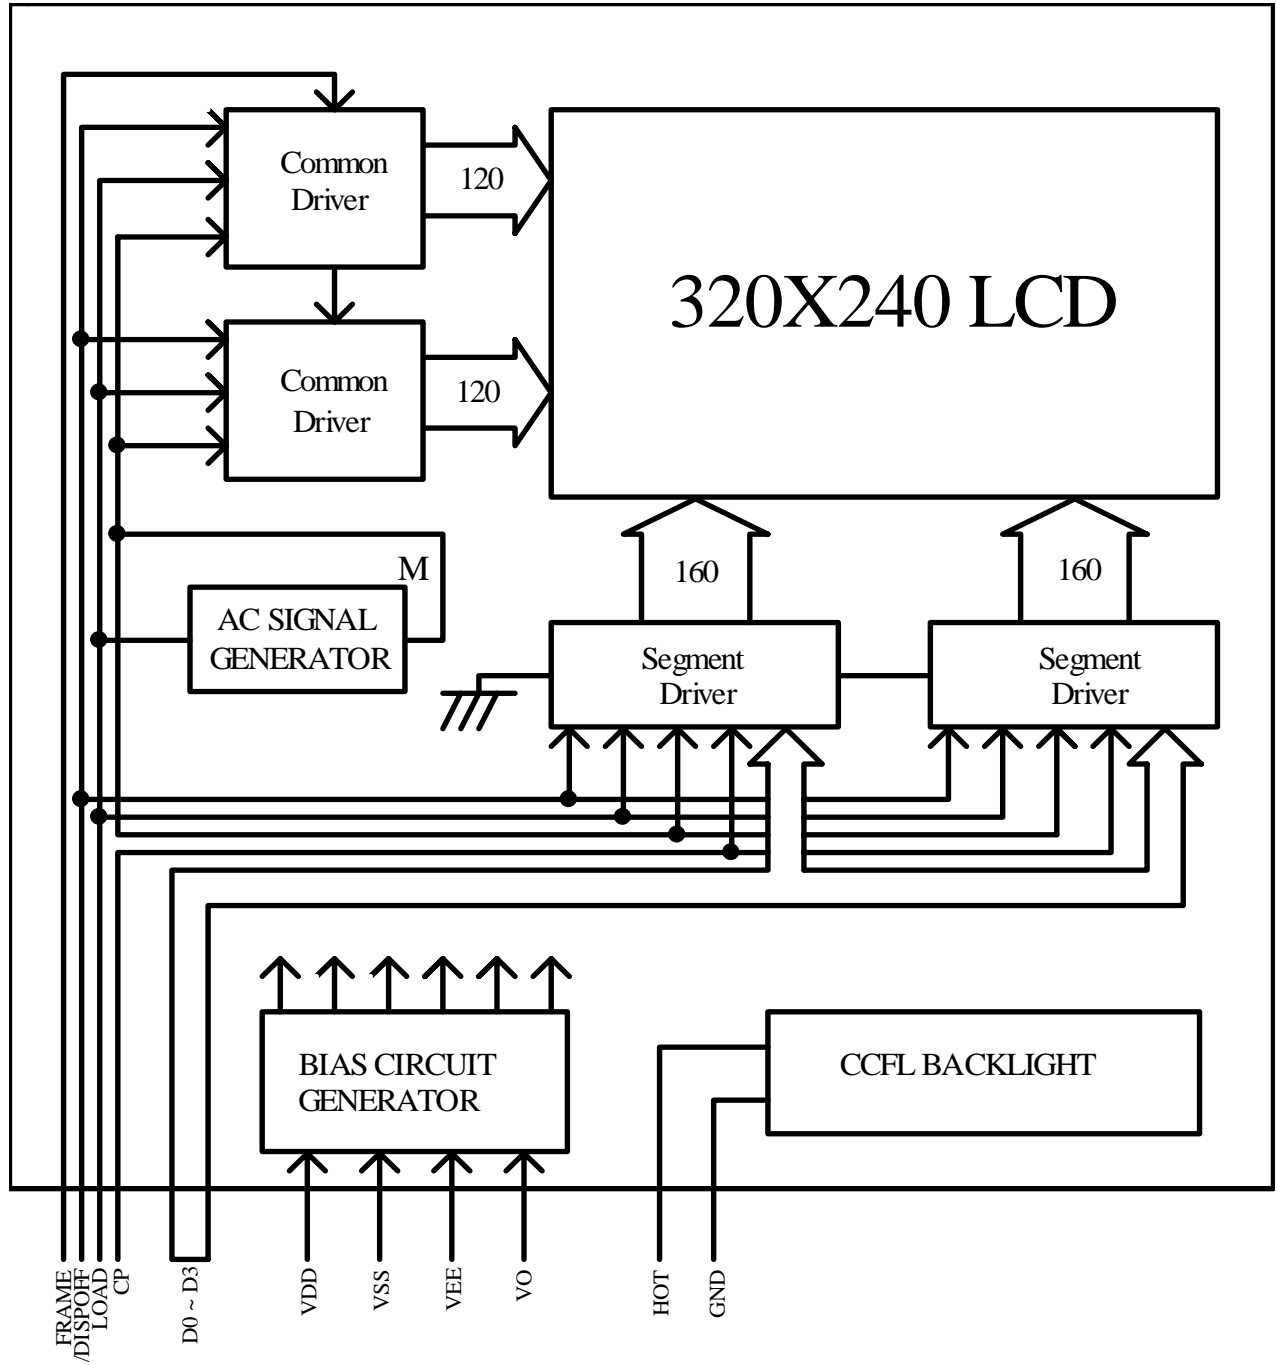 Common
Driver
120
320X240 LCD
Common
Driver
120
M
160
160
AC SIGNAL
GENERATOR
Segment
Driver
Segment
Driver
BIAS CIRCUIT
GENERATOR
CCFL BACKLIGHT
FRAME
/DISPOFF
LOAD
CP
D0 ~ D3
VDD
VSS
VEE
VO
HOT
GND